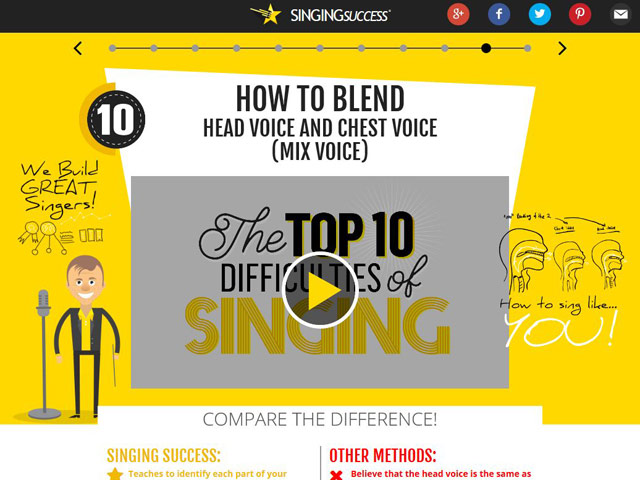 SINGINGSUCCESS
10
HOW TO BLEND
HEAD VOICE AND CHEST VOICE
(MIX VOICE)
We Build
GREAT
Singers!
The TOP 10
DIFFICULTIES of
SINGING
How to sing like...
YOU!
COMPARE THE DIFFERENCE!
SINGING SUCCESS:
Teaches to identify each part of your
OTHER METHODS:
Believe that the head voice is the same as